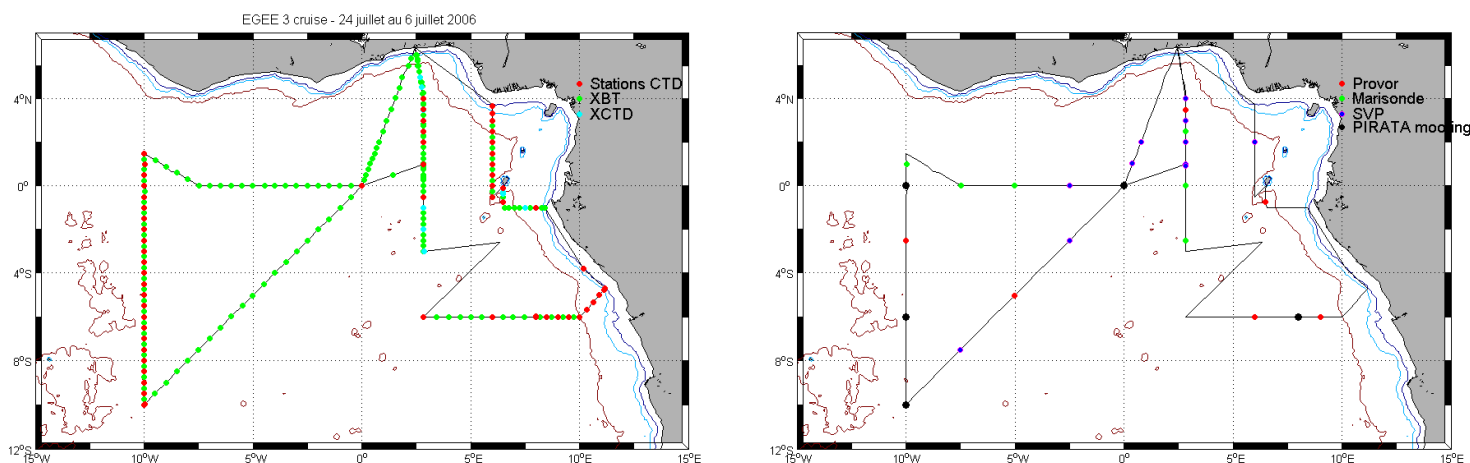 EGEE 3 cruise - 24 juillet au 6 juillet 2006
Stations CTD
XBT
XCTD
4°N
0°
4°S
8°S
12°S
15°W
10°W
5°W
0°
5°E
10°E
15°E
Provor
Marisonde
SVP
PIRATA mooring
4°N
0°
4°S
8°S
12°S
15°W
10°W
5°W
0°
5°E
10°E
15°E